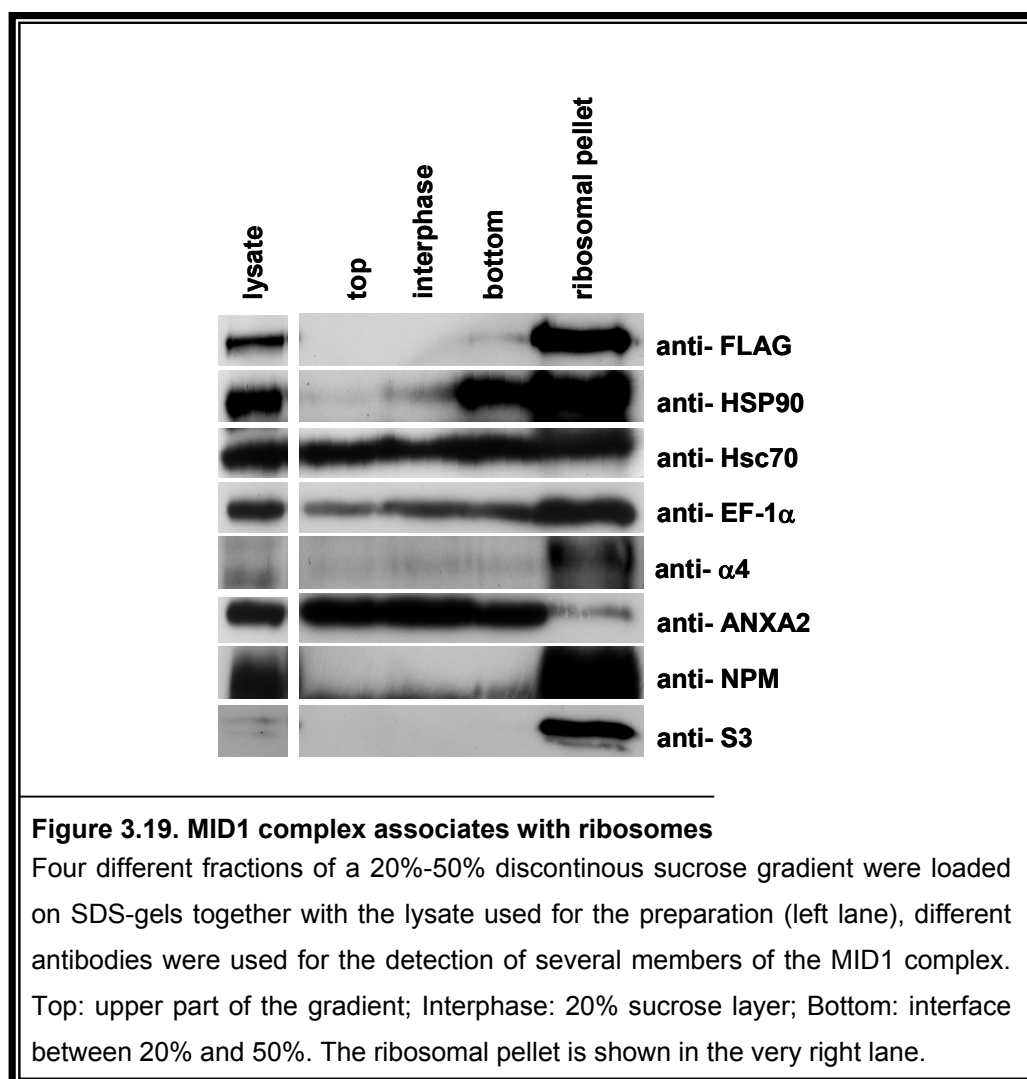 lysate
top
interphase
bottom
ribosomal pellet
anti- FLAG
anti- HSP90
anti- Hsc70
anti- EF-1α
anti- α4
anti- ANXA2
anti- NPM
anti- S3
Figure 3.19. MID1 complex associates with ribosomes
Four different fractions of a 20%-50% discontinous sucrose gradient were loaded
on SDS-gels together with the lysate used for the preparation (left lane), different
antibodies were used for the detection of several members of the MID1 complex.
Top: upper part of the gradient; Interphase: 20% sucrose layer; Bottom: interface
between 20% and 50%. The ribosomal pellet is shown in the very right lane.